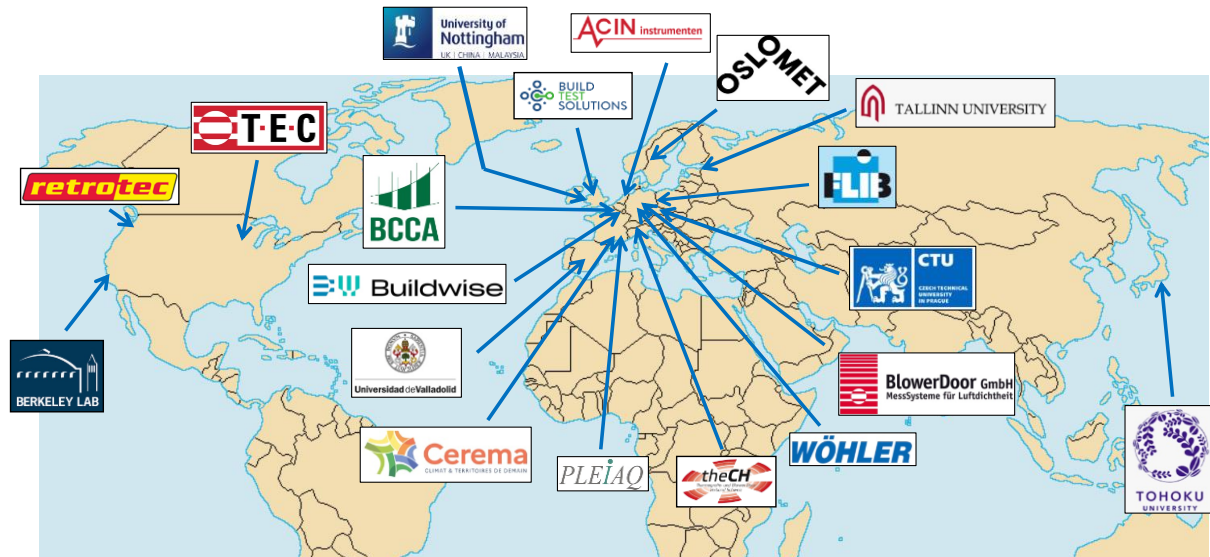 University of
Nottingham
UK | CHINA | MALAYSIA
ACIN instrumenten
OSLOMET
BUILD
TEST
SOLUTIONS
TALLINN UNIVERSITY
T·E·C
retrotec
BCCA
FLiB
CTU
CZECH TECHNICAL
UNIVERSITY
IN PRAGUE
Buildwise
Universidad de Valladolid
BlowerDoor GmbH
MessSysteme für Luftdichtheit
BERKELEY LAB
Cerema
CLIMAT & TERRITOIRES DE DEMAIN
PLEiAQ
theCH
WÖHLER
TOHOKU
UNIVERSITY